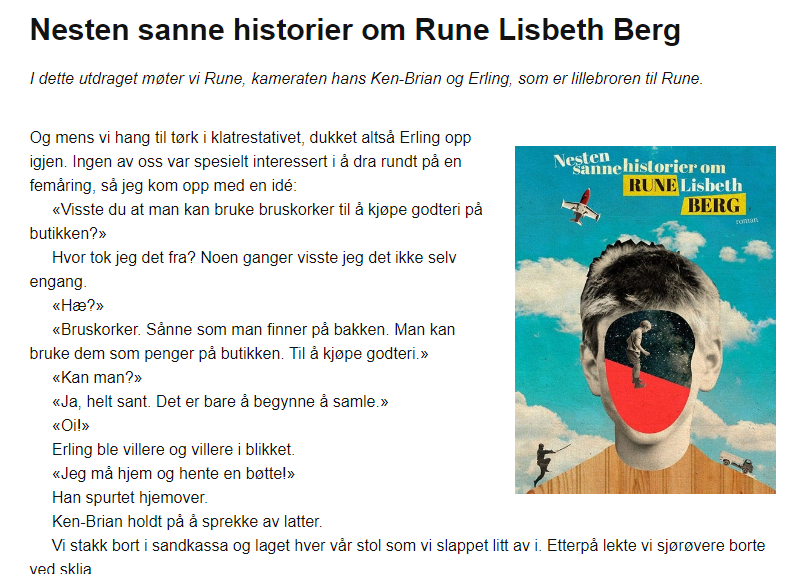 Nesten sanne historier om Rune Lisbeth Berg
I dette utdraget møter vi Rune, kameraten hans Ken-Brian og Erling, som er lillebroren til Rune.
Og mens vi hang til tørk i klatrestativet, dukket altså Erling opp
igjen. Ingen av oss var spesielt interessert i å dra rundt på en
femåring, så jeg kom opp med en idé:
«Visste du at man kan bruke bruskorker til å kjøpe godteri på
butikken?»
Hvor tok jeg det fra? Noen ganger visste jeg det ikke selv
engang.
«Hæ?»
«Bruskorker. Sånne som man finner på bakken. Man kan
bruke dem som penger på butikken. Til å kjøpe godteri.»
«Kan man?»
«Ja, helt sant. Det er bare å begynne å samle.»
«Oi!»
Erling ble villere og villere i blikket.
«Jeg må hjem og hente en bøtte!»
Han spurtet hjemover.
Ken-Brian holdt på å sprekke av latter.
Vi stakk bort i sandkassa og laget hver vår stol som vi slappet litt av i. Etterpå lekte vi sjørøvere borte
ved sklia
Nesten
sanne historier om
RUNE Lisbeth
BERG
roman